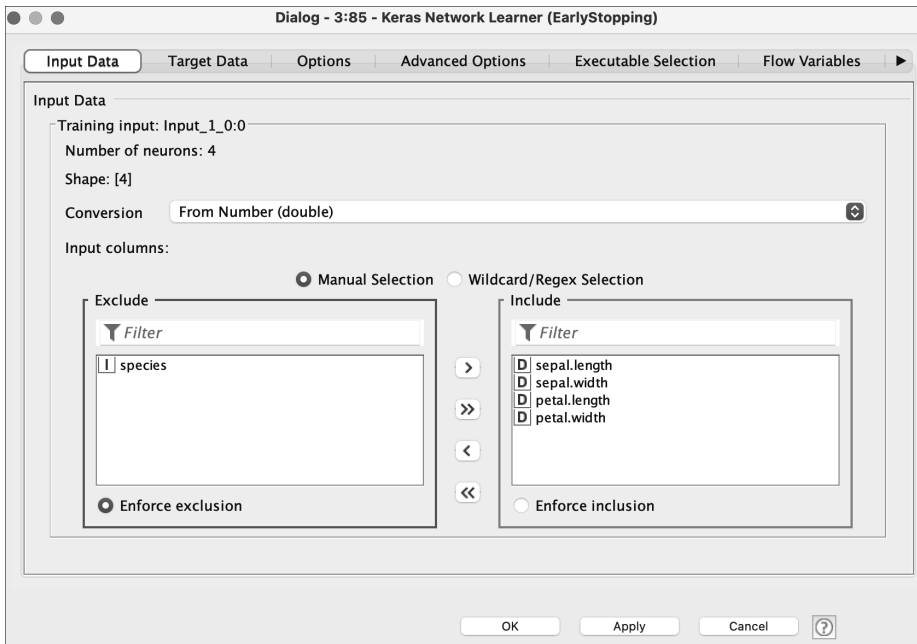 Dialog - 3:85 - Keras Network Learner (EarlyStopping)
Input Data Target Data Options Advanced Options Executable Selection Flow Variables
Input Data
Training input: Input_1_0:0
Number of neurons: 4
Shape: [4]
Conversion From Number (double)
Input columns:
Manual Selection Wildcard/Regex Selection
Exclude Include
Filter Filter
I species D sepal.length
D sepal.width
D petal.length
D petal.width
Enforce exclusion Enforce inclusion
OK Apply Cancel ?